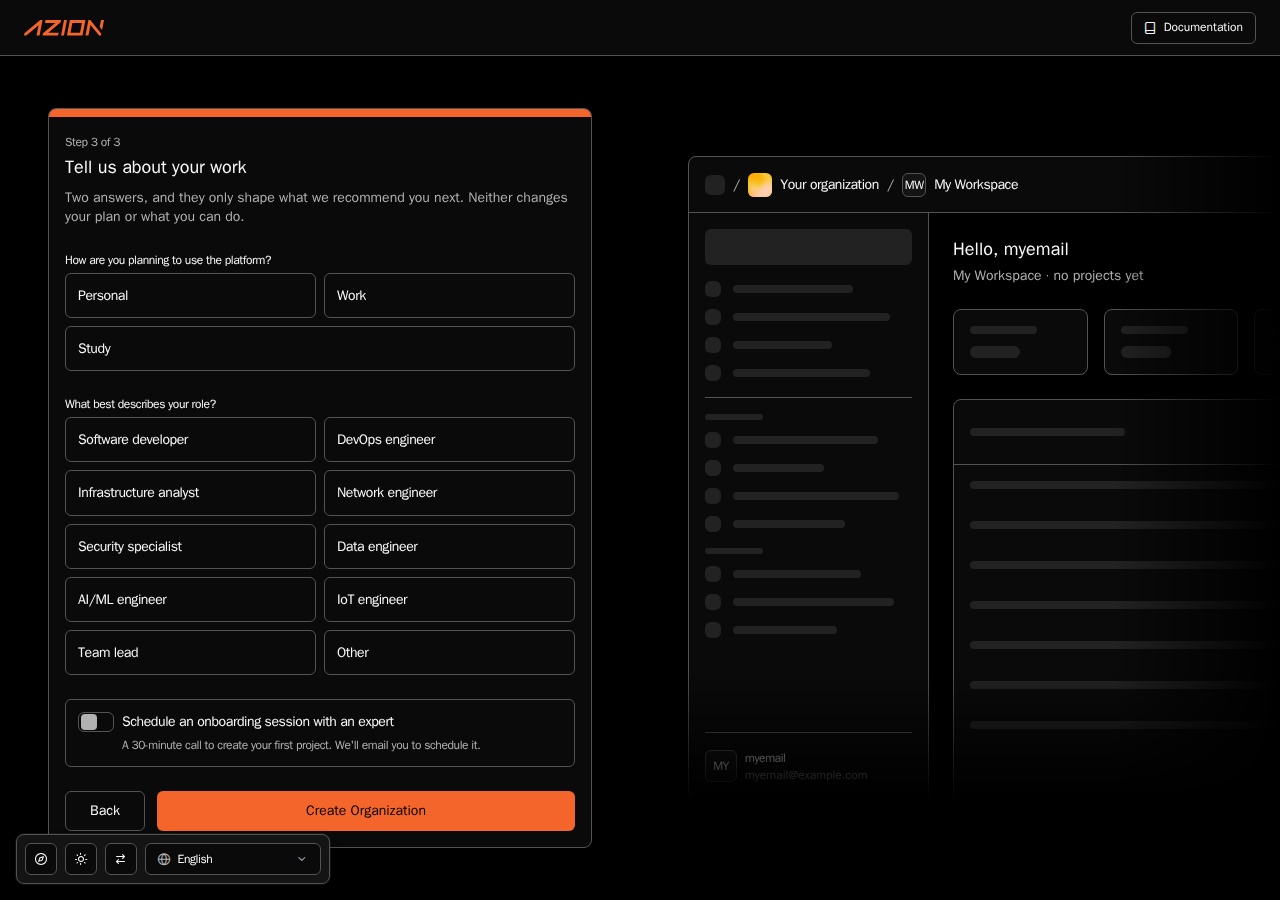 AZION
Documentation
Step 3 of 3
Tell us about your work
Two answers, and they only shape what we recommend you next. Neither changes
your plan or what you can do.
How are you planning to use the platform?
Personal
Work
Study
What best describes your role?
Software developer
DevOps engineer
Infrastructure analyst
Network engineer
Security specialist
Data engineer
AI/ML engineer
IoT engineer
Team lead
Other
Schedule an onboarding session with an expert
A 30-minute call to create your first project. We'll email you to schedule it.
Back
Create Organization
English
/ Your organization / MW My Workspace
Hello, myemail
My Workspace · no projects yet
MY
myemail
myemail@example.com